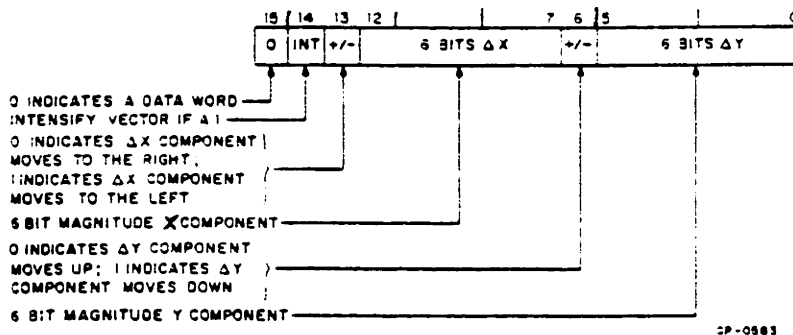 15 14 13 12 7 6 5 0
0 INT +/- 6 BITS ΔX +/- 6 BITS ΔY
0 INDICATES A DATA WORD
INTENSIFY VECTOR IF A 1
0 INDICATES ΔX COMPONENT
MOVES TO THE RIGHT,
1 INDICATES ΔX COMPONENT
MOVES TO THE LEFT
6 BIT MAGNITUDE X COMPONENT
0 INDICATES ΔY COMPONENT
MOVES UP; 1 INDICATES ΔY
COMPONENT MOVES DOWN
6 BIT MAGNITUDE Y COMPONENT
CP-0563